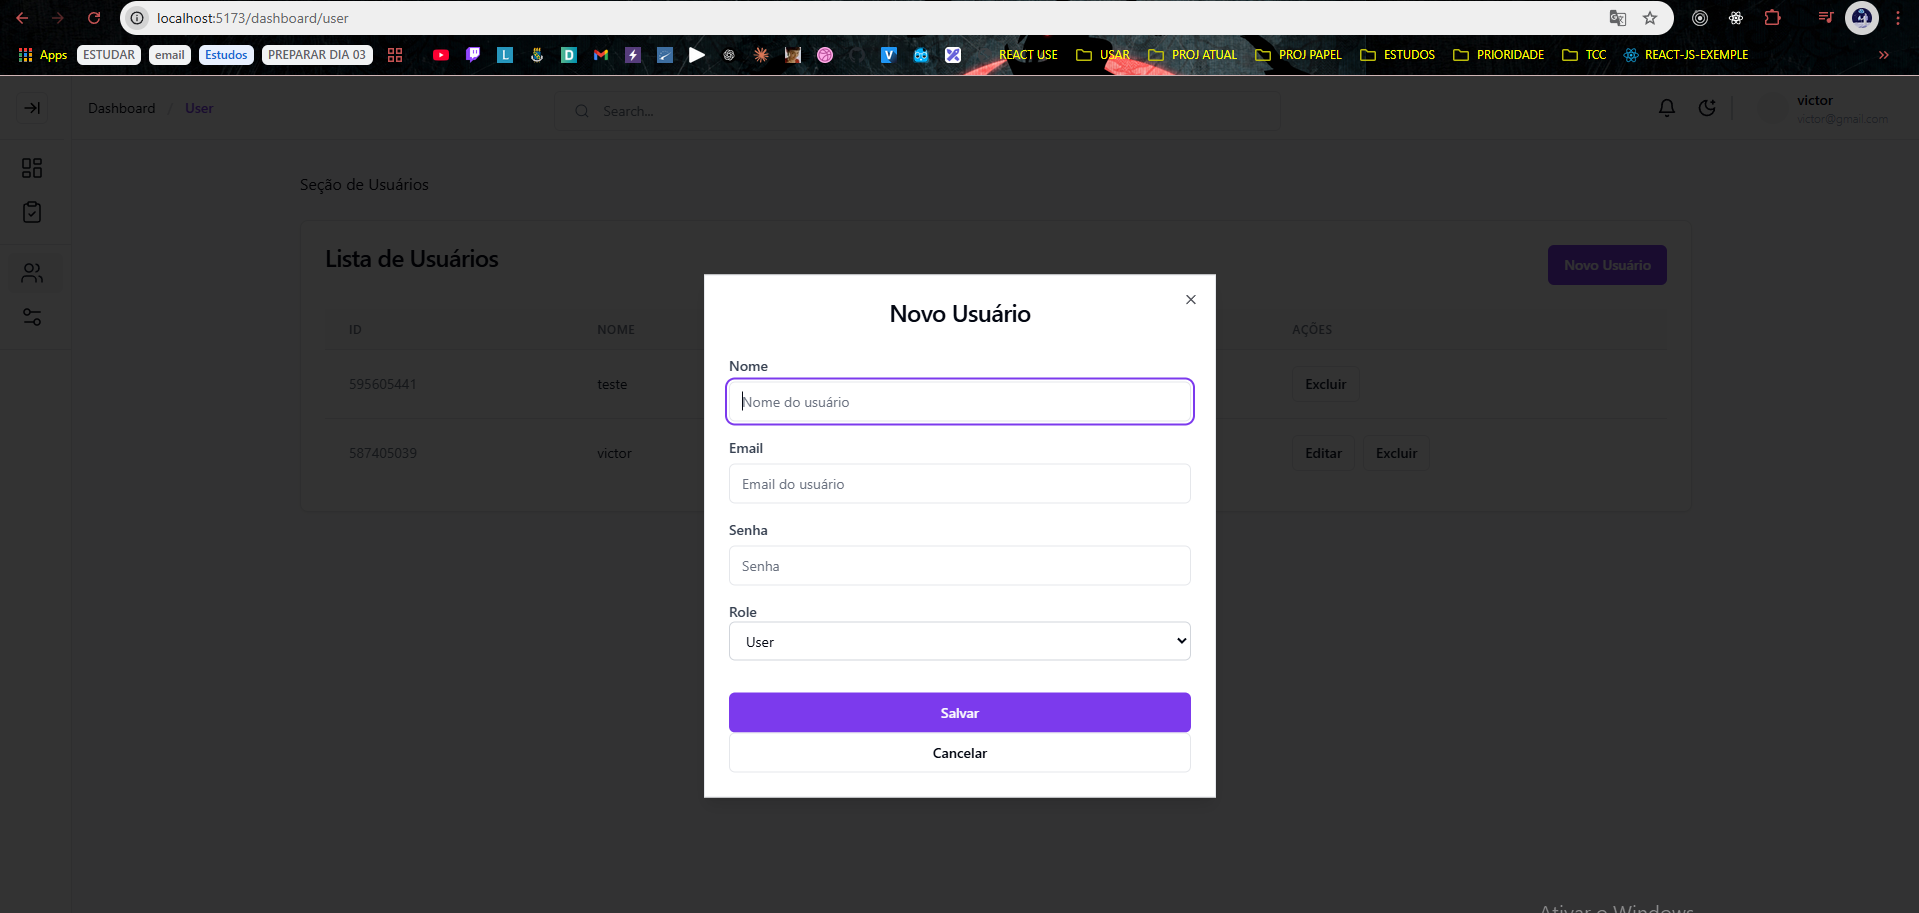 localhost:5173/dashboard/user
Apps ESTUDAR email Estudos PREPARAR DIA 03 REACT USE USAR PROJ ATUAL PROJ PAPEL ESTUDOS PRIORIDADE TCC REACT-JS-EXEMPLE
Dashboard / User
Search...
victor
victor@gmail.com
Seção de Usuários
Lista de Usuários
Novo Usuário
ID NOME AÇÕES
595605441 teste Excluir
587405039 victor Editar Excluir
Novo Usuário
Nome
Nome do usuário
Email
Email do usuário
Senha
Senha
Role
User
Salvar
Cancelar
Ativar o Windows